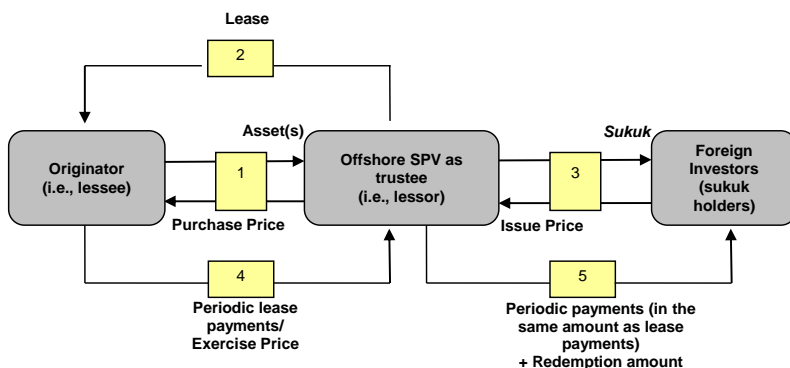 Lease
2
Asset(s)
Sukuk
Originator
(i.e., lessee)
1
Offshore SPV as
trustee
(i.e., lessor)
3
Foreign
Investors
(sukuk
holders)
Purchase Price
Issue Price
4
5
Periodic lease
payments/
Exercise Price
Periodic payments (in the
same amount as lease
payments)
+ Redemption amount